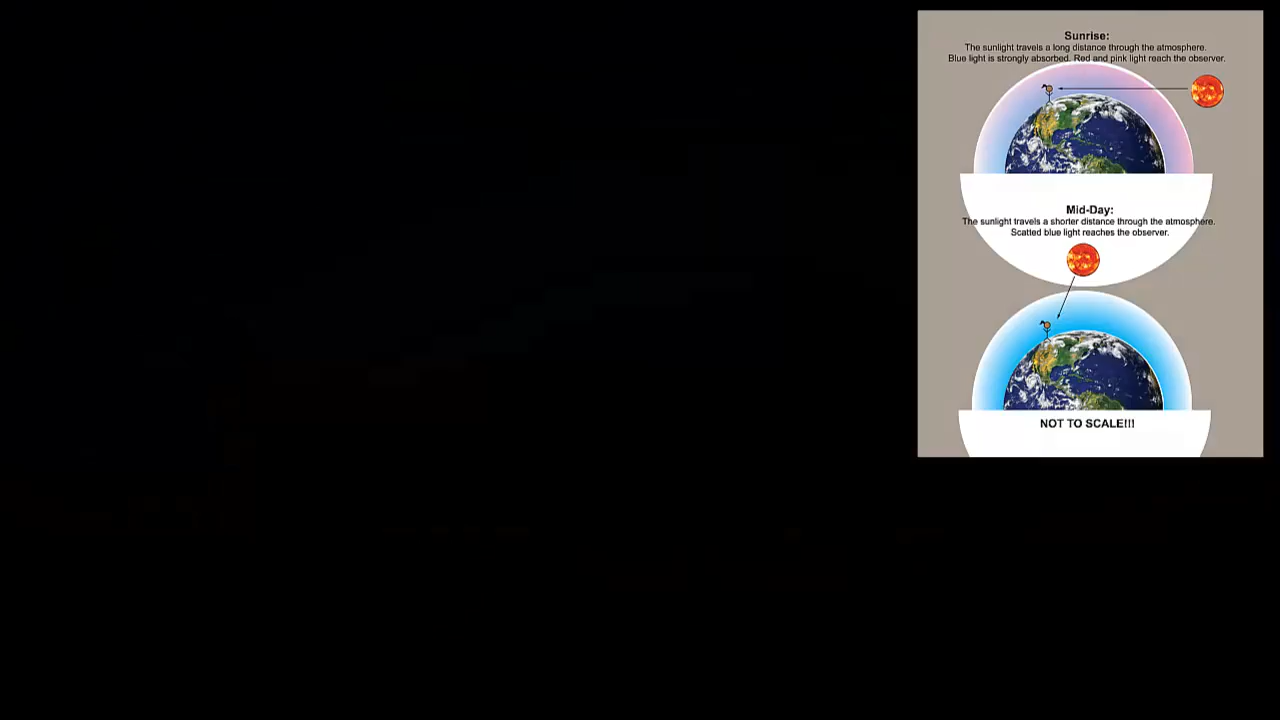 Sunrise:
The sunlight travels a long distance through the atmosphere.
Blue light is strongly absorbed. Red and pink light reach the observer.
Mid-Day:
The sunlight travels a shorter distance through the atmosphere.
Scatted blue light reaches the observer.
NOT TO SCALE!!!